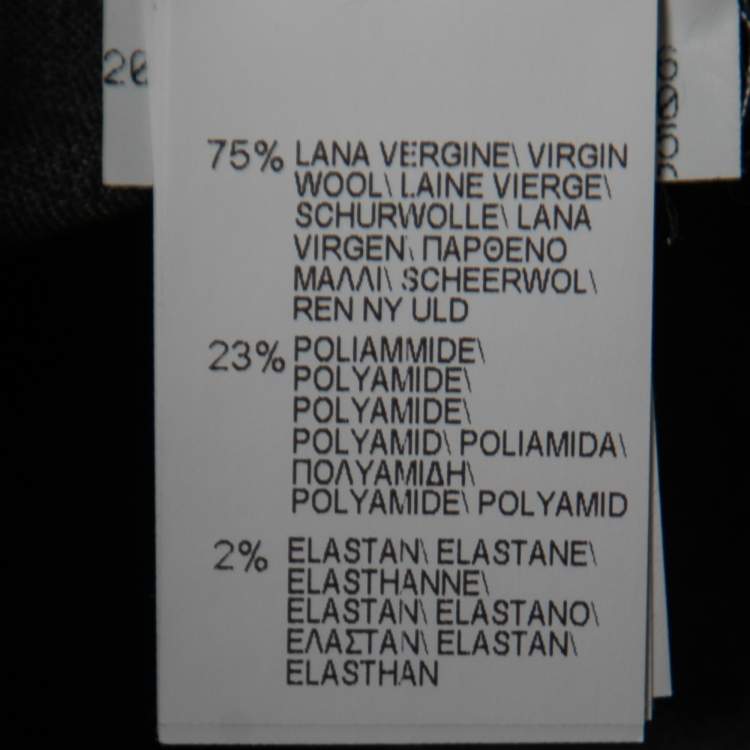 20
75% LANA VERGINE\ VIRGIN
WOOL\ LAINE VIERGE\
SCHURWOLLE\ LANA
VIRGEN\ ΠΑΡΘΕΝΟ
ΜΑΛΛΙ\ SCHEERWOL\
REN NY ULD
23% POLIAMMIDE\
POLYAMIDE\
POLYAMIDE\
POLYAMID\ POLIAMIDA\
ΠΟΛΥΑΜΙΔΗ\
POLYAMIDE\ POLYAMID
2% ELASTAN\ ELASTANE\
ELASTHANNE\
ELASTAN\ ELASTANO\
ΕΛΑΣΤΑΝ\ ELASTAN\
ELASTHAN